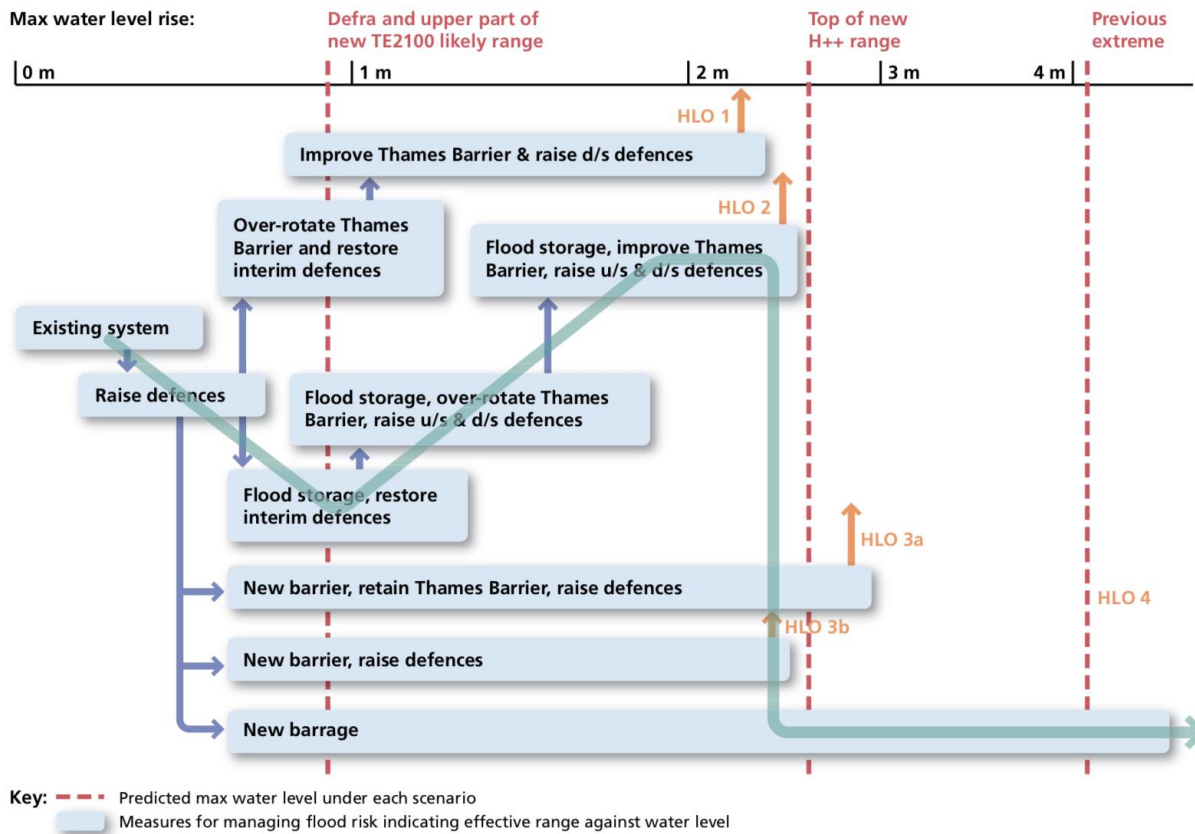 Max water level rise:
Defra and upper part of
new TE2100 likely range
Top of new
H++ range
Previous
extreme
0 m
1 m
2 m
3 m
4 m
HLO 1
Improve Thames Barrier & raise d/s defences
HLO 2
Over-rotate Thames
Barrier and restore
interim defences
Flood storage, improve Thames
Barrier, raise u/s & d/s defences
Existing system
Raise defences
Flood storage, over-rotate Thames
Barrier, raise u/s & d/s defences
Flood storage, restore
interim defences
HLO 3a
New barrier, retain Thames Barrier, raise defences
HLO 4
HLO 3b
New barrier, raise defences
New barrage
Key:
Predicted max water level under each scenario
Measures for managing flood risk indicating effective range against water level